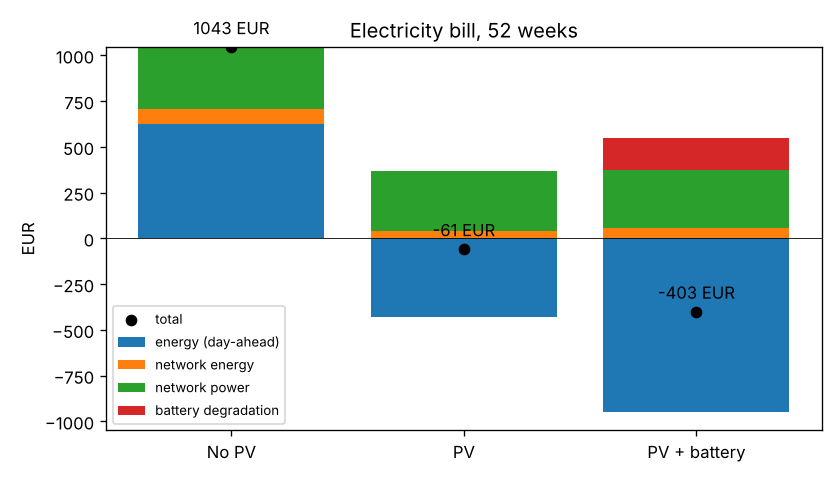 1043 EUR
Electricity bill, 52 weeks
1000
750
500
250
0
−250
−500
−750
−1000
EUR
-61 EUR
-403 EUR
total
energy (day-ahead)
network energy
network power
battery degradation
No PV
PV
PV + battery